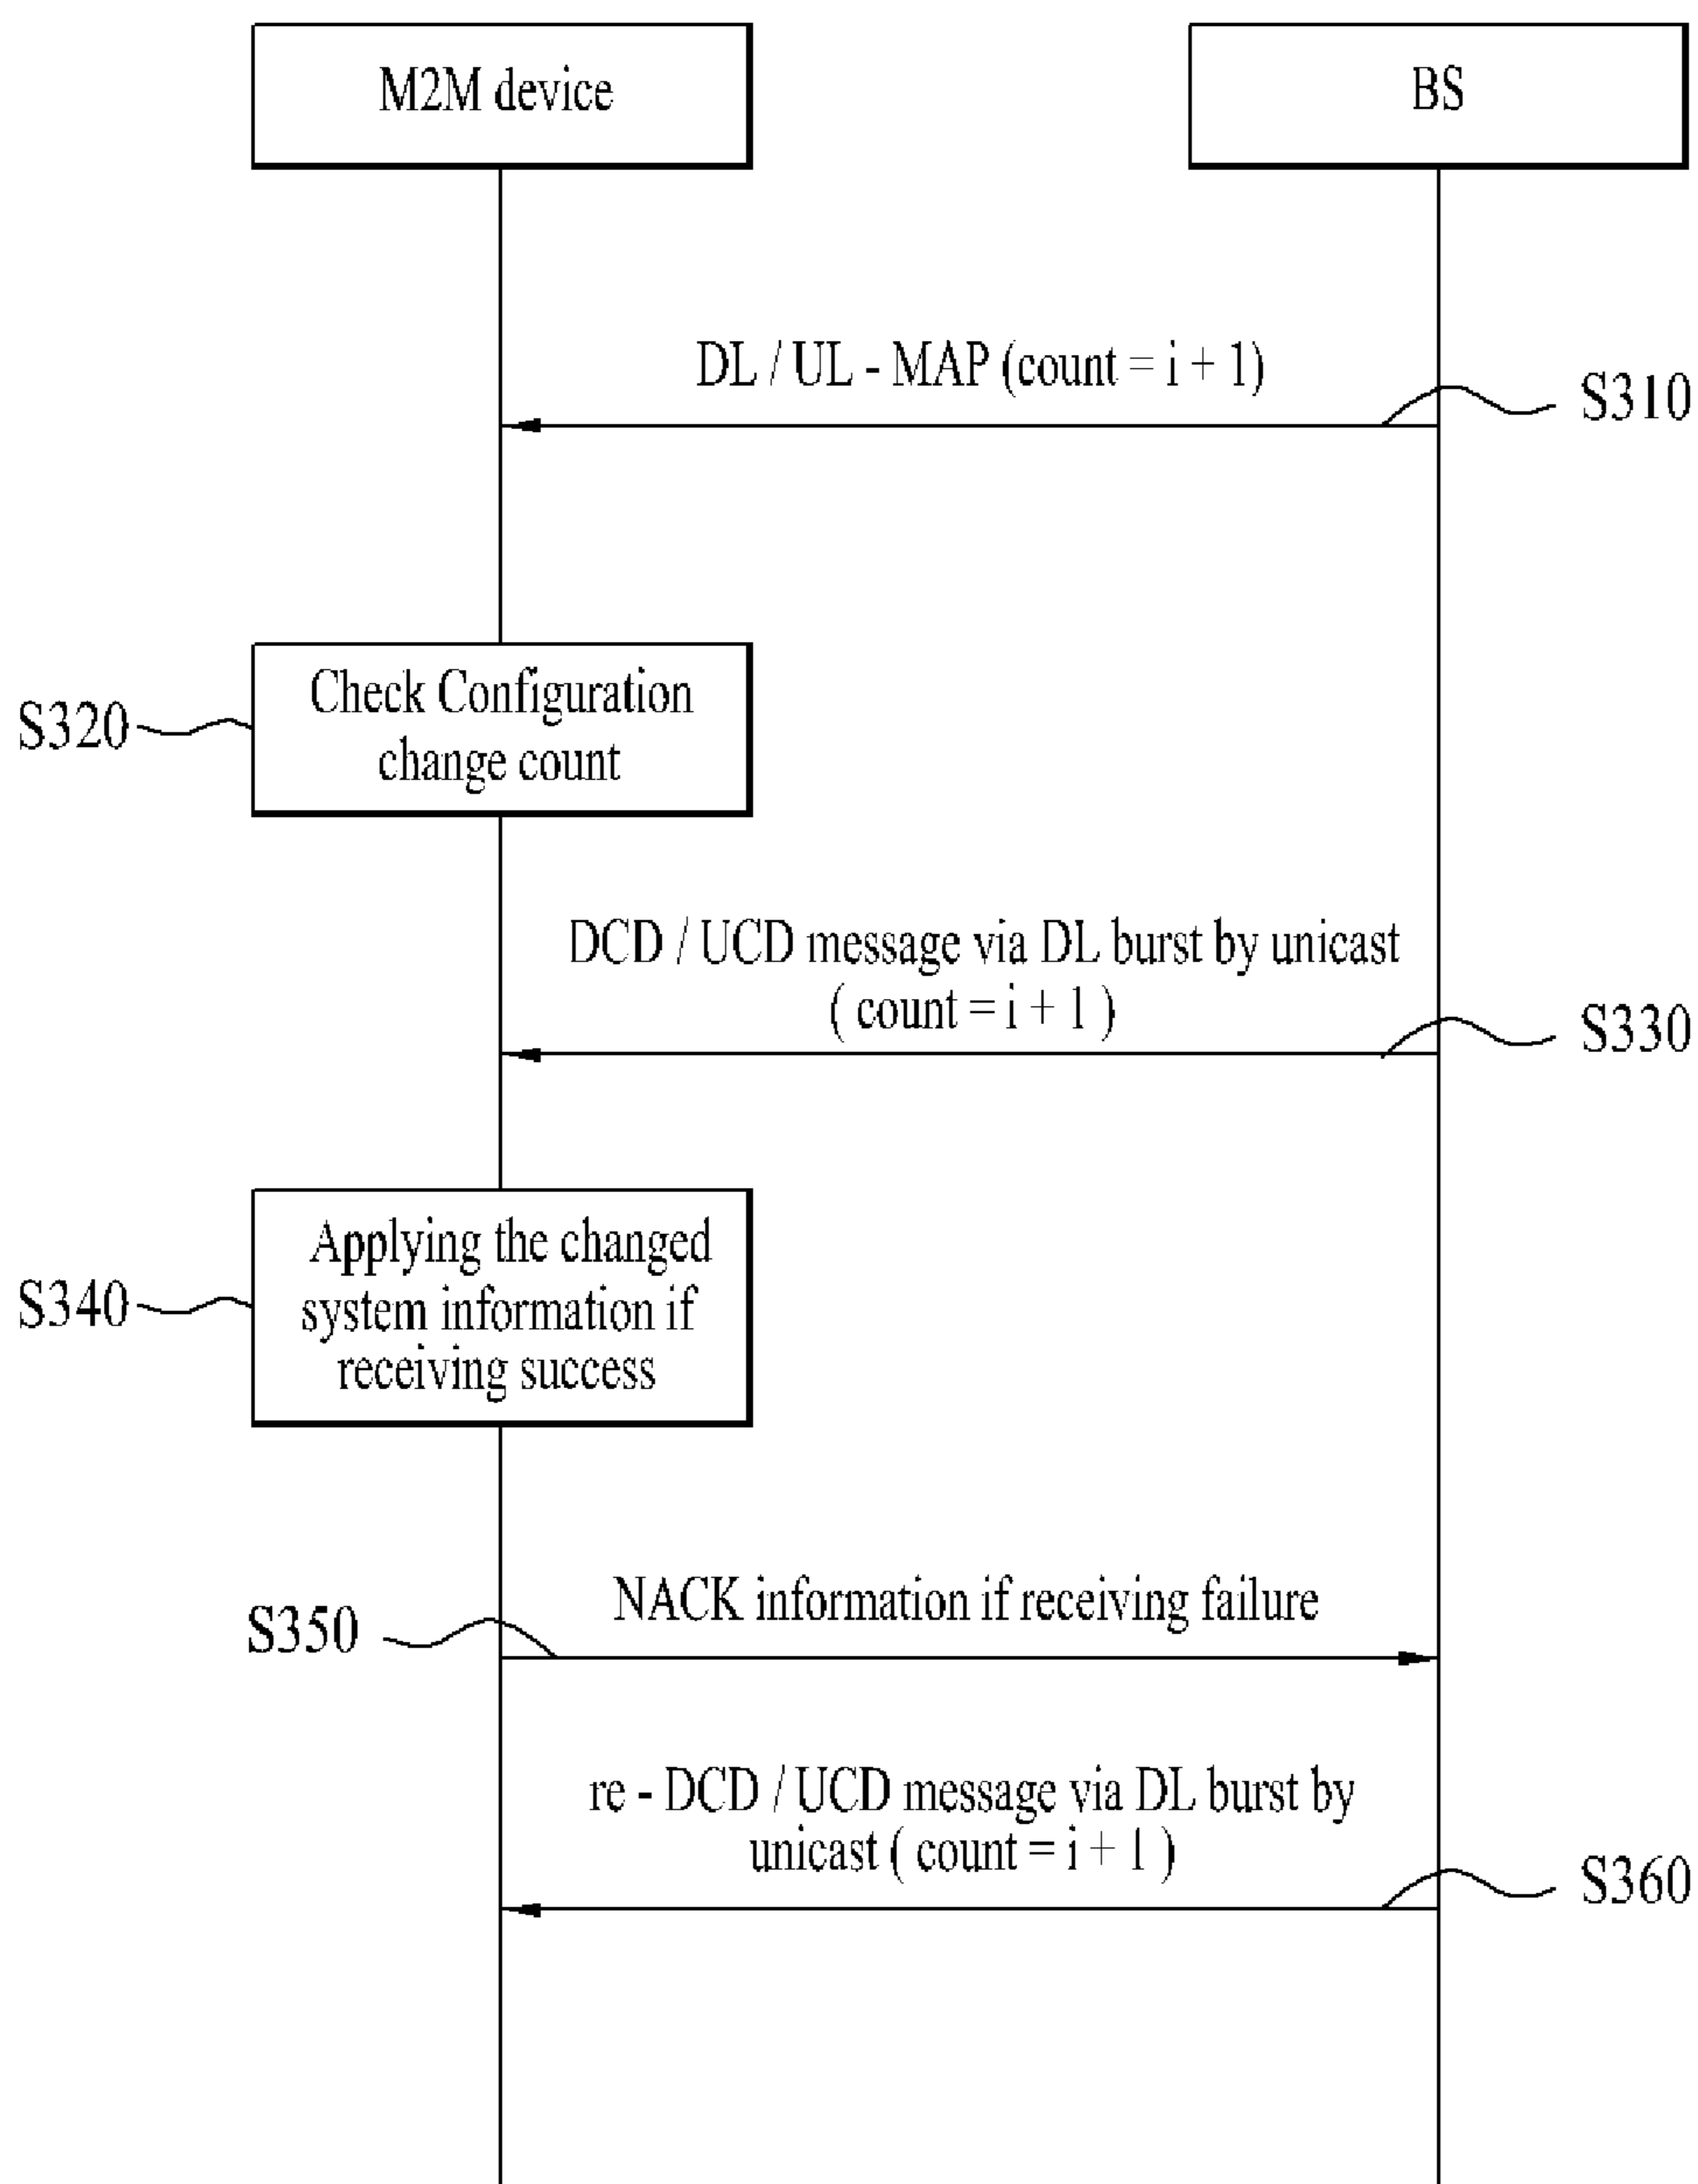 M2M device
BS
DL / UL - MAP (count = i + 1)
S310
Check Configuration
change count
S320
DCD / UCD message via DL burst by unicast
( count = i + 1 )
S330
Applying the changed
system information if
receiving success
S340
NACK information if receiving failure
S350
re - DCD / UCD message via DL burst by
unicast ( count = i + 1 )
S360